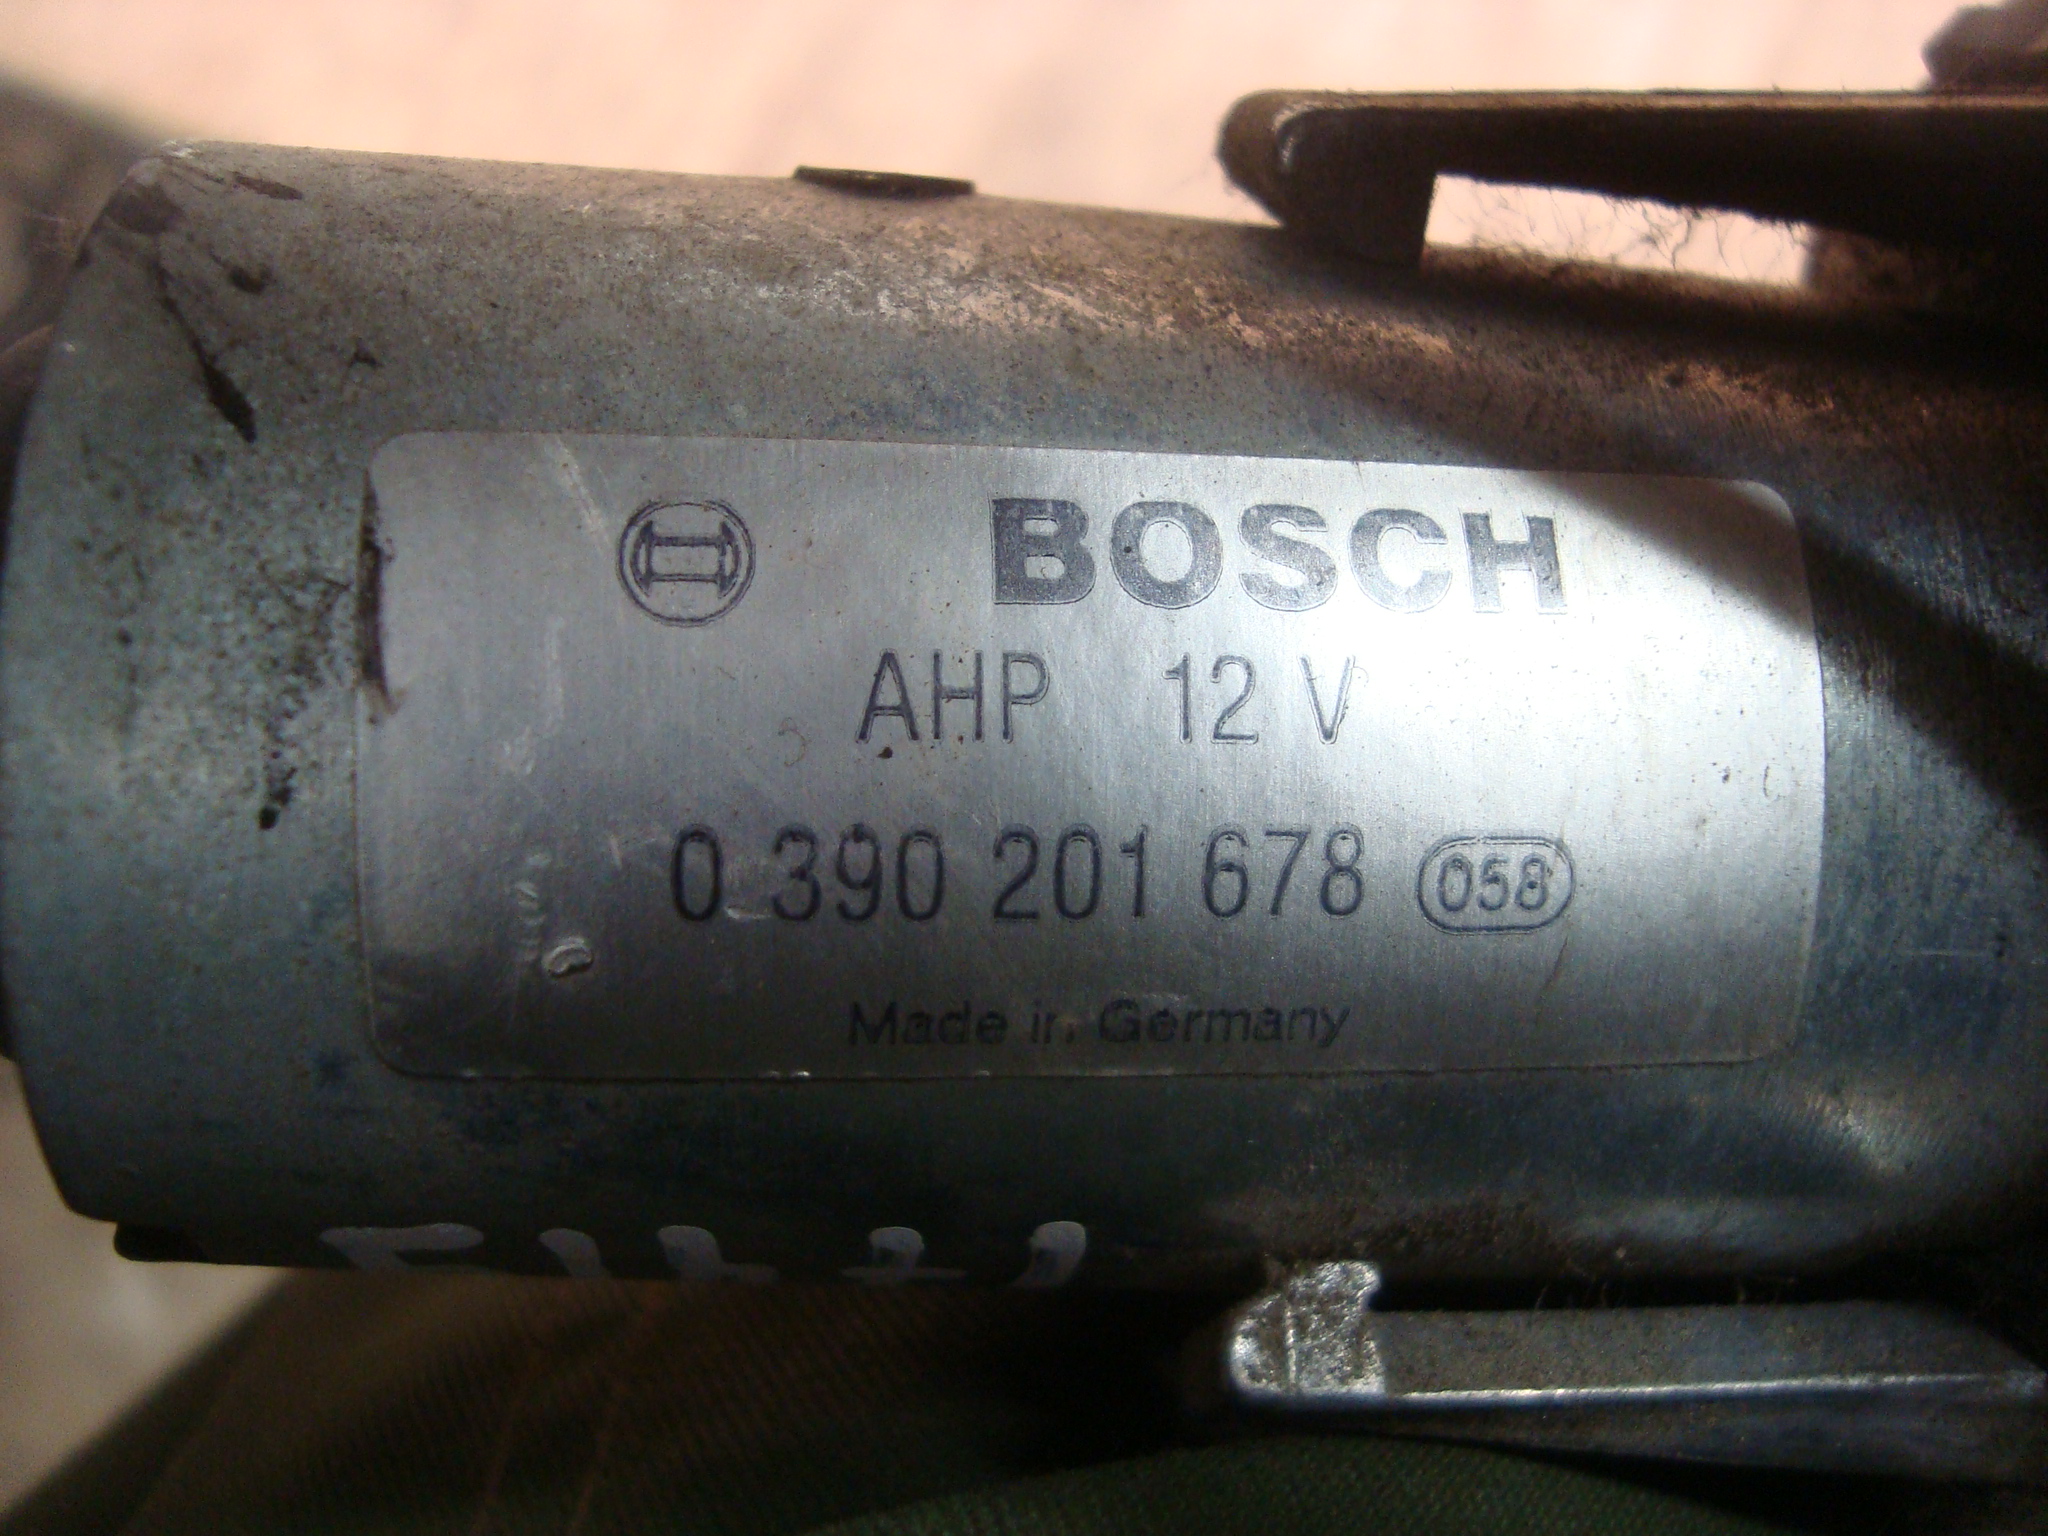 BOSCH
AHP 12 V
0 390 201 678 058
Made in Germany